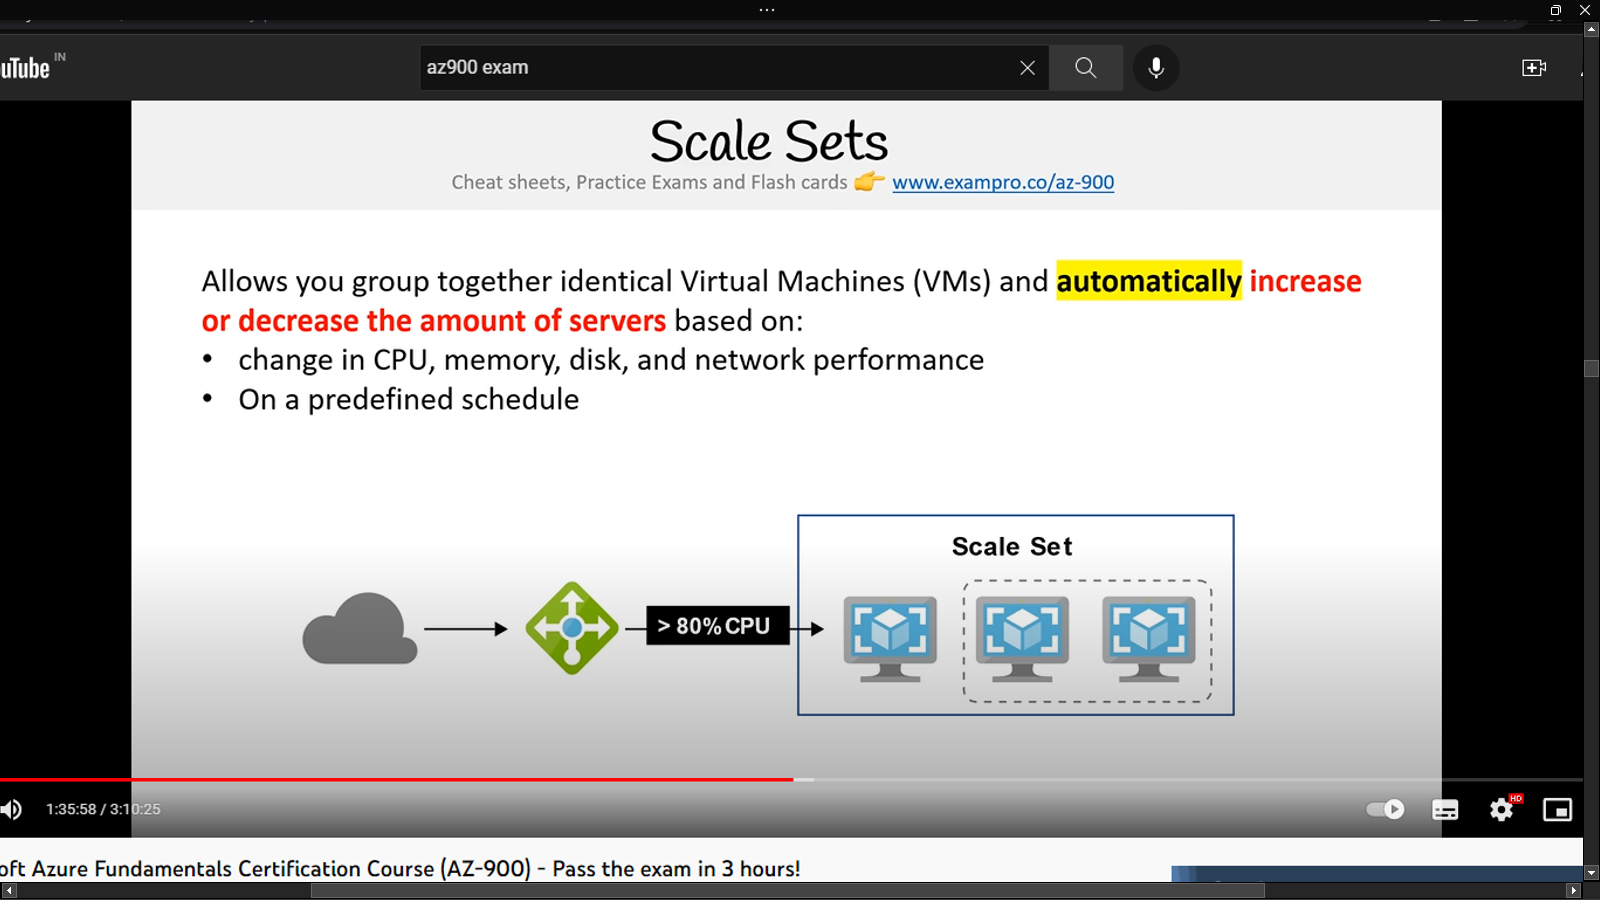 uTube IN
az900 exam
Scale Sets
Cheat sheets, Practice Exams and Flash cards 👉 www.exampro.co/az-900
Allows you group together identical Virtual Machines (VMs) and automatically increase
or decrease the amount of servers based on:
• change in CPU, memory, disk, and network performance
• On a predefined schedule
Scale Set
> 80% CPU
1:35:58 / 3:10:25
HD
oft Azure Fundamentals Certification Course (AZ-900) - Pass the exam in 3 hours!